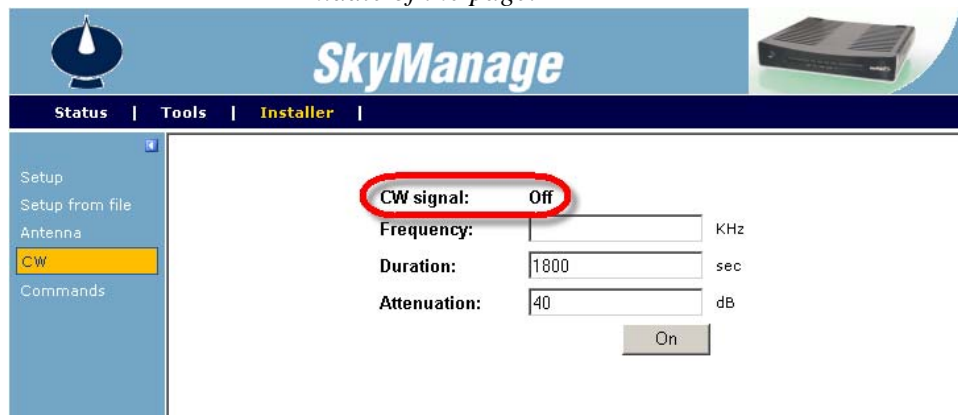 SkyManage
Status | Tools | Installer |
Setup
Setup from file
Antenna
CW
Commands
CW signal: Off
Frequency: KHz
Duration: 1800 sec
Attenuation: 40 dB
On